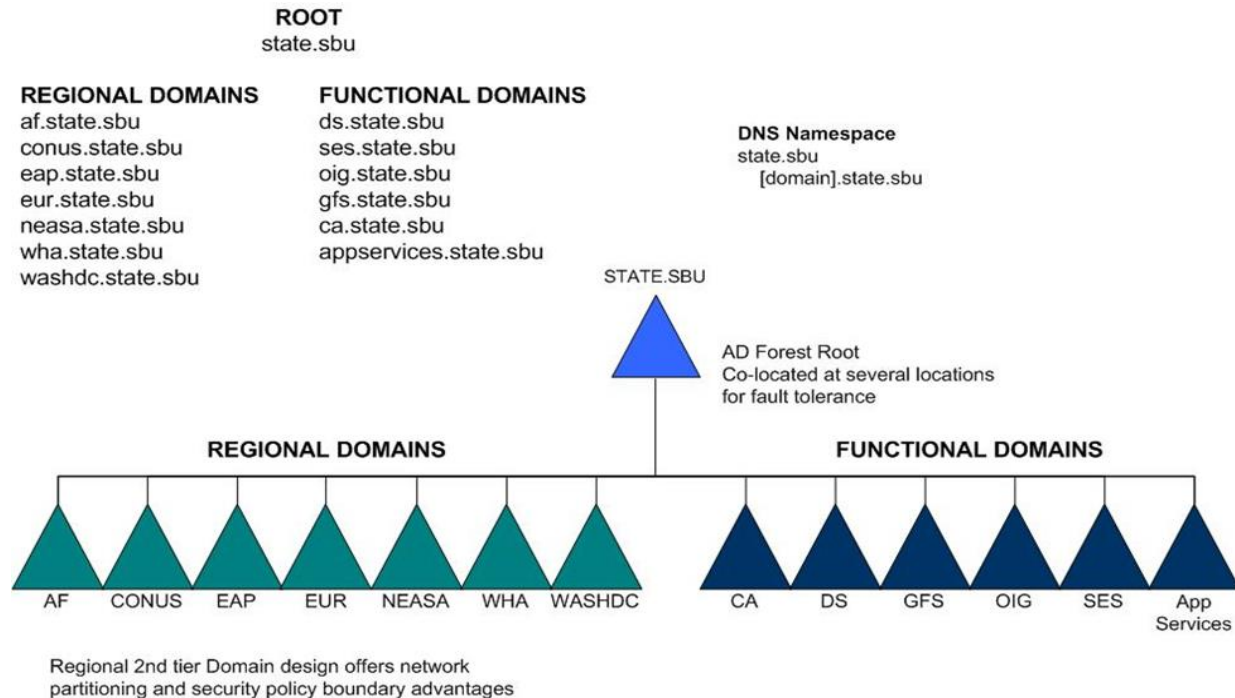 ROOT
state.sbu
REGIONAL DOMAINS
af.state.sbu
conus.state.sbu
eap.state.sbu
eur.state.sbu
neasa.state.sbu
wha.state.sbu
washdc.state.sbu
FUNCTIONAL DOMAINS
ds.state.sbu
ses.state.sbu
oig.state.sbu
gfs.state.sbu
ca.state.sbu
appservices.state.sbu
DNS Namespace
state.sbu
[domain].state.sbu
STATE.SBU
AD Forest Root
Co-located at several locations
for fault tolerance
REGIONAL DOMAINS
FUNCTIONAL DOMAINS
AF
CONUS
EAP
EUR
NEASA
WHA
WASHDC
CA
DS
GFS
OIG
SES
App
Services
Regional 2nd tier Domain design offers network
partitioning and security policy boundary advantages